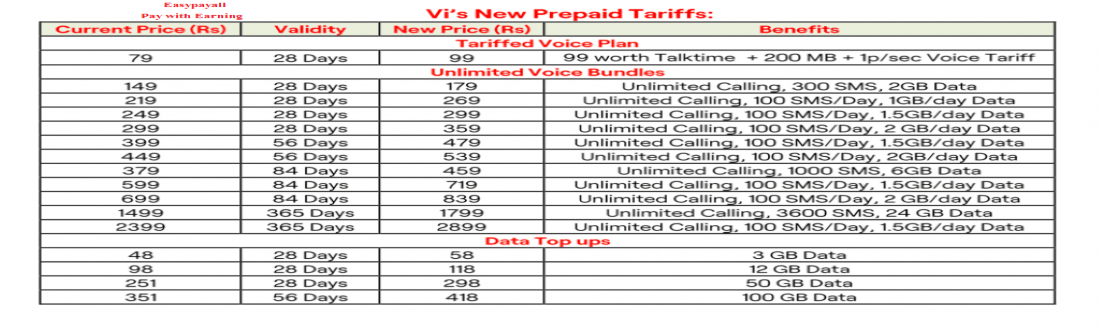 Easypayall
Pay with Earning
Vi's New Prepaid Tariffs:
Current Price (Rs) Validity New Price (Rs) Benefits
Tariffed Voice Plan
79 28 Days 99 99 worth Talktime + 200 MB + 1p/sec Voice Tariff
Unlimited Voice Bundles
149 28 Days 179 Unlimited Calling, 300 SMS, 2GB Data
219 28 Days 269 Unlimited Calling, 100 SMS/Day, 1GB/day Data
249 28 Days 299 Unlimited Calling, 100 SMS/Day, 1.5GB/day Data
299 28 Days 359 Unlimited Calling, 100 SMS/Day, 2 GB/day Data
399 56 Days 479 Unlimited Calling, 100 SMS/Day, 1.5GB/day Data
449 56 Days 539 Unlimited Calling, 100 SMS/Day, 2GB/day Data
379 84 Days 459 Unlimited Calling, 1000 SMS, 6GB Data
599 84 Days 719 Unlimited Calling, 100 SMS/Day, 1.5GB/day Data
699 84 Days 839 Unlimited Calling, 100 SMS/Day, 2 GB/day Data
1499 365 Days 1799 Unlimited Calling, 3600 SMS, 24 GB Data
2399 365 Days 2899 Unlimited Calling, 100 SMS/Day, 1.5GB/day Data
Data Top ups
48 28 Days 58 3 GB Data
98 28 Days 118 12 GB Data
251 28 Days 298 50 GB Data
351 56 Days 418 100 GB Data